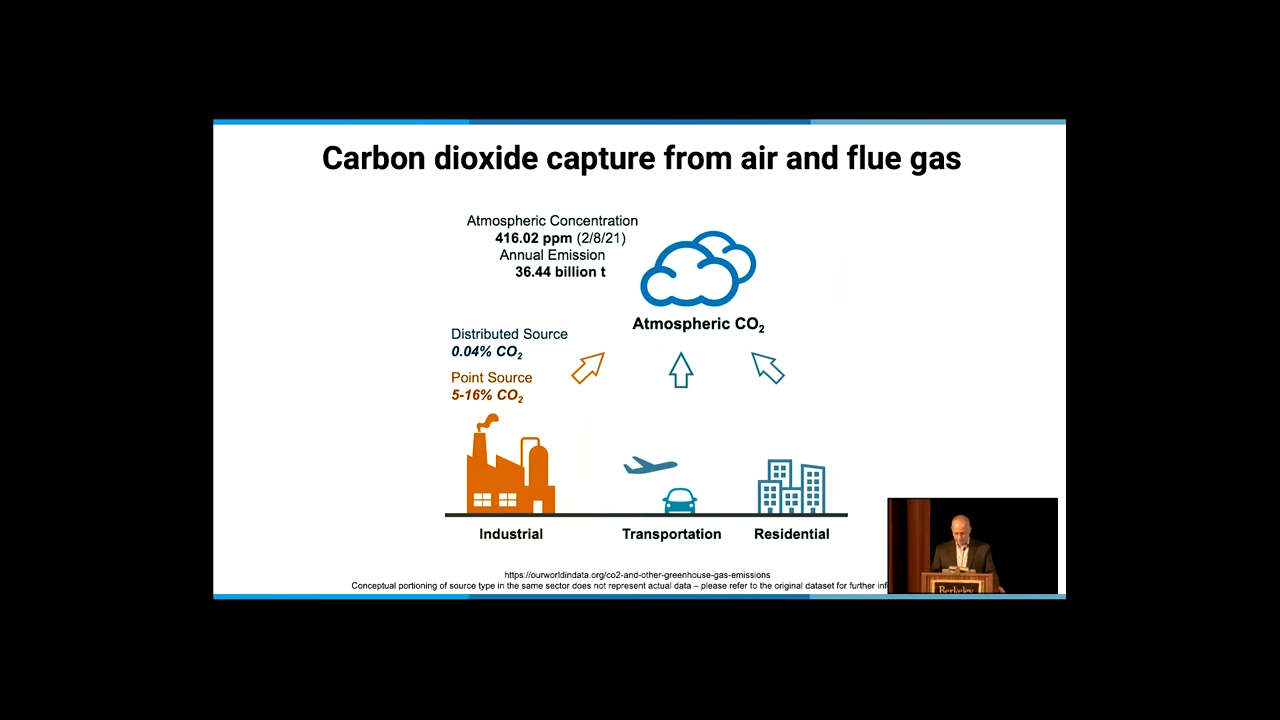 Carbon dioxide capture from air and flue gas
Atmospheric Concentration
416.02 ppm (2/8/21)
Annual Emission
36.44 billion t
Atmospheric CO₂
Distributed Source
0.04% CO₂
Point Source
5-16% CO₂
Industrial
Transportation
Residential
https://ourworldindata.org/co2-and-other-greenhouse-gas-emissions
Conceptual portioning of source type in the same sector does not represent actual data – please refer to the original dataset for further
Berkeley